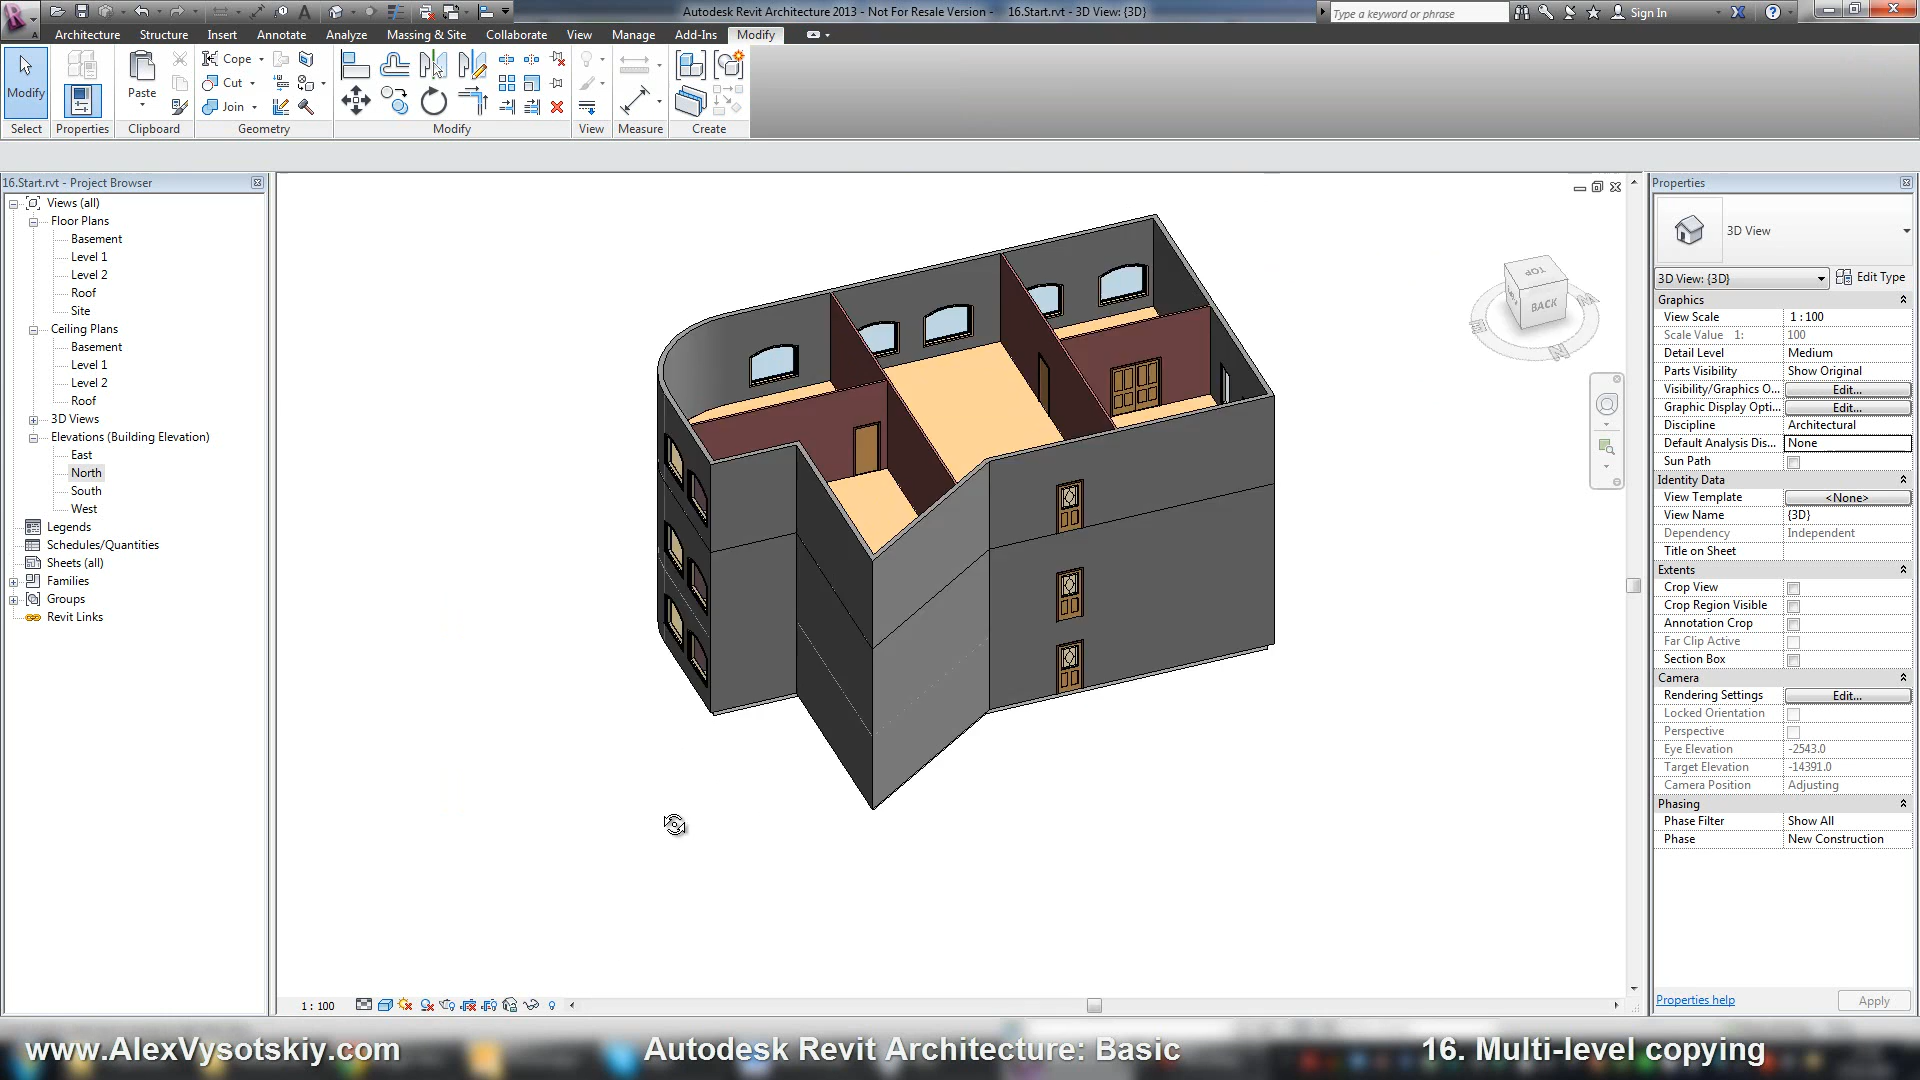 Autodesk Revit Architecture 2013 - Not For Resale Version - 16.Start.rvt - 3D View: {3D}
Type a keyword or phrase
Sign In
Architecture Structure Insert Annotate Analyze Massing & Site Collaborate View Manage Add-Ins Modify
Modify
Paste
Cope
Cut
Join
Select Properties Clipboard Geometry Modify View Measure Create
16.Start.rvt - Project Browser
Views (all)
Floor Plans
Basement
Level 1
Level 2
Roof
Site
Ceiling Plans
Basement
Level 1
Level 2
Roof
3D Views
Elevations (Building Elevation)
East
North
South
West
Legends
Schedules/Quantities
Sheets (all)
Families
Groups
Revit Links
TOP
BACK
N
E
1 : 100
Properties
3D View
3D View: {3D} Edit Type
Graphics
View Scale 1 : 100
Scale Value 1: 100
Detail Level Medium
Parts Visibility Show Original
Visibility/Graphics O... Edit...
Graphic Display Opti... Edit...
Discipline Architectural
Default Analysis Dis... None
Sun Path
Identity Data
View Template <None>
View Name {3D}
Dependency Independent
Title on Sheet
Extents
Crop View
Crop Region Visible
Annotation Crop
Far Clip Active
Section Box
Camera
Rendering Settings Edit...
Locked Orientation
Perspective
Eye Elevation -2543.0
Target Elevation -14391.0
Camera Position Adjusting
Phasing
Phase Filter Show All
Phase New Construction
Properties help Apply
www.AlexVysotskiy.com Autodesk Revit Architecture: Basic 16. Multi-level copying